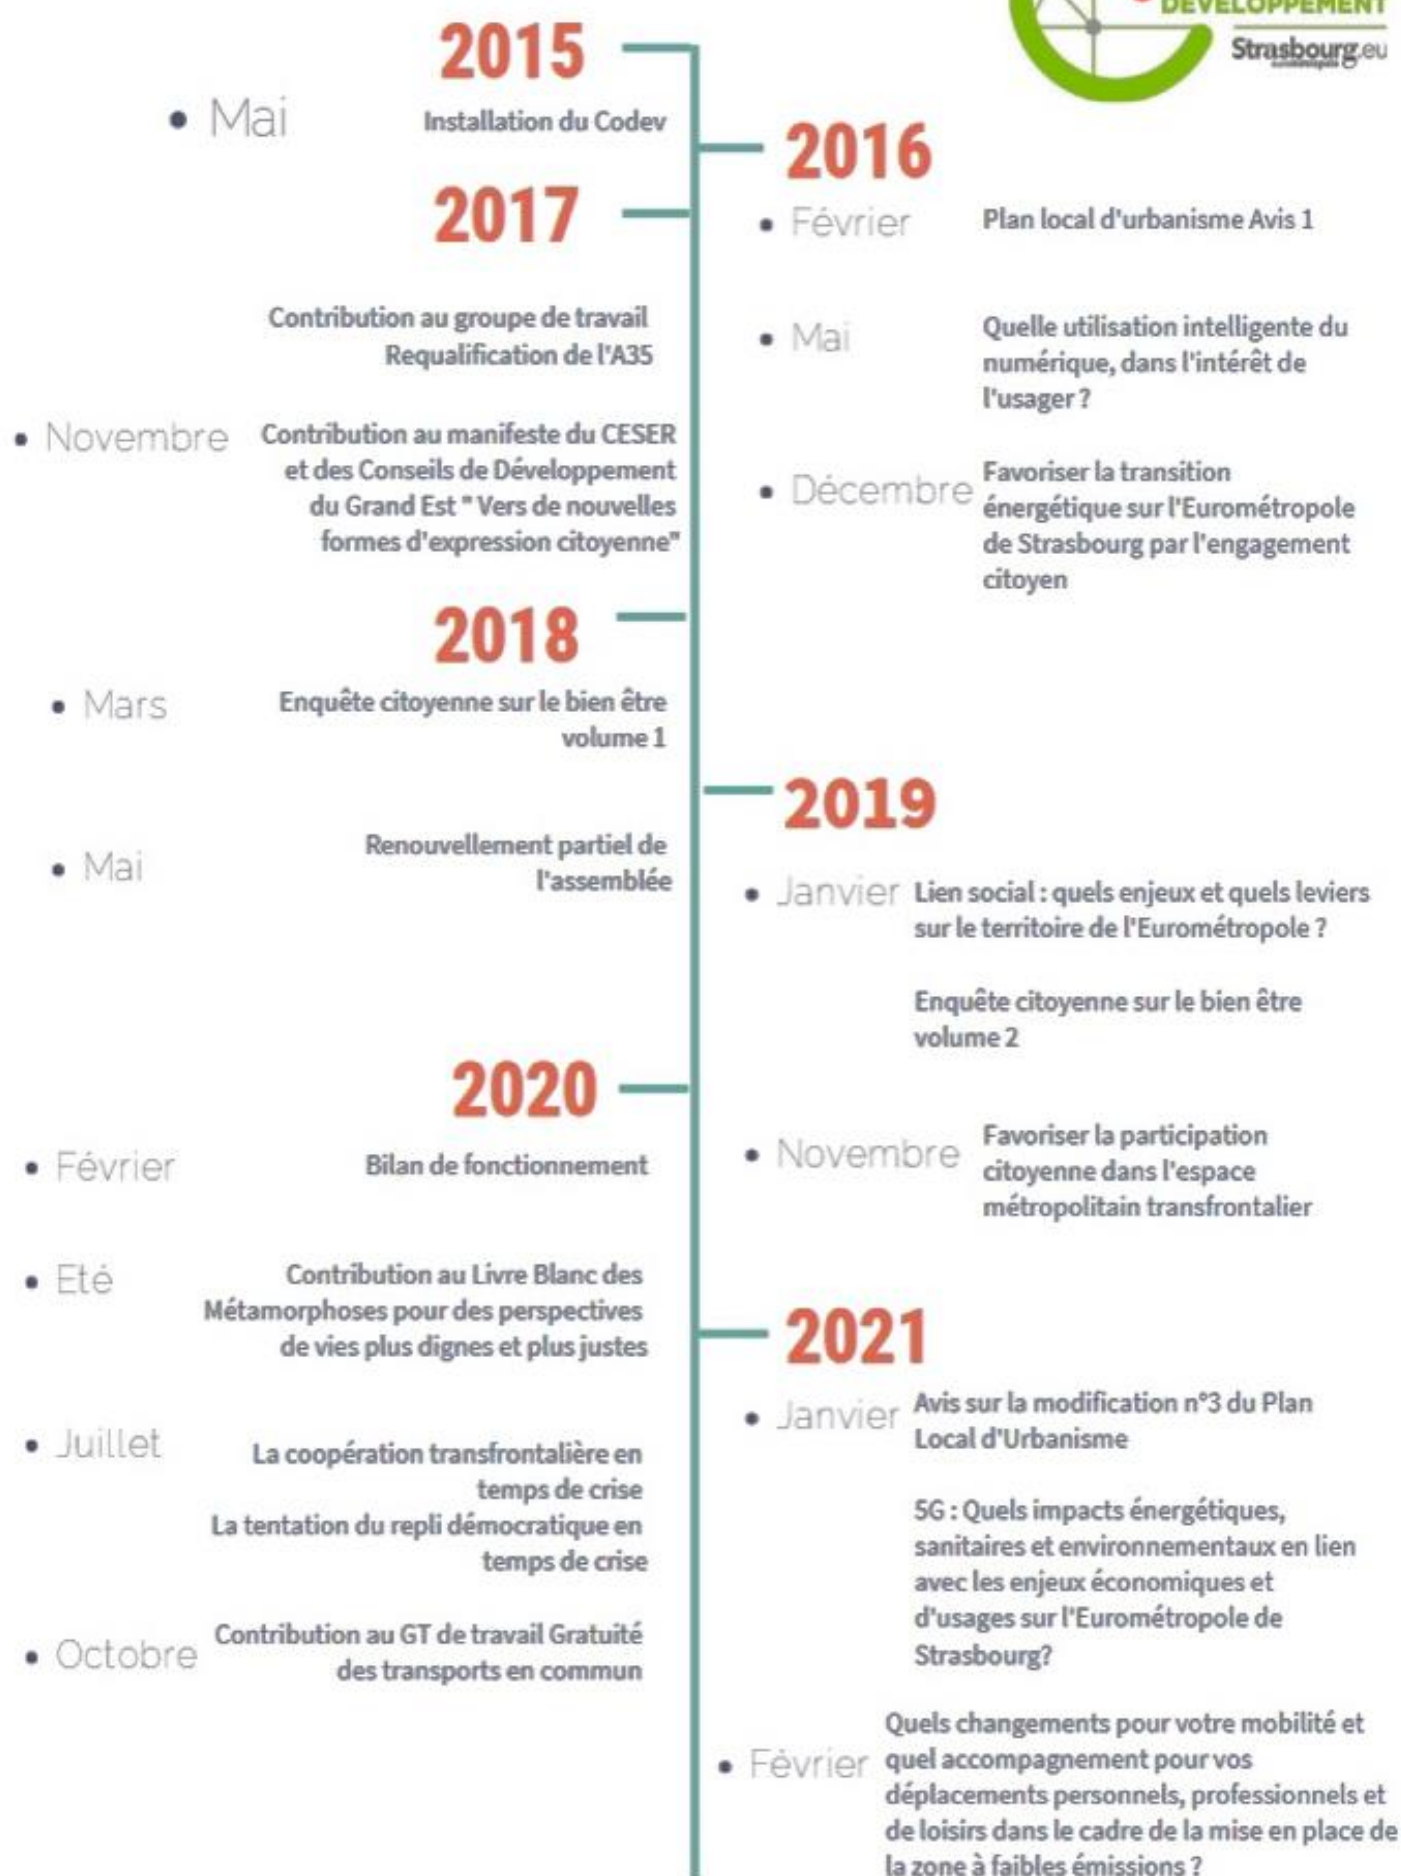 DÉVELOPPEMENT
Strasbourg.eu
2015
• Mai
Installation du Codev
2016
• Février
Plan local d'urbanisme Avis 1
• Mai
Quelle utilisation intelligente du
numérique, dans l'intérêt de
l'usager ?
• Décembre
Favoriser la transition
énergétique sur l'Eurométropole
de Strasbourg par l'engagement
citoyen
2017
Contribution au groupe de travail
Requalification de l'A35
• Novembre
Contribution au manifeste du CESER
et des Conseils de Développement
du Grand Est " Vers de nouvelles
formes d'expression citoyenne"
2018
• Mars
Enquête citoyenne sur le bien être
volume 1
• Mai
Renouvellement partiel de
l'assemblée
2019
• Janvier
Lien social : quels enjeux et quels leviers
sur le territoire de l'Eurométropole ?
Enquête citoyenne sur le bien être
volume 2
• Novembre
Favoriser la participation
citoyenne dans l'espace
métropolitain transfrontalier
2020
• Février
Bilan de fonctionnement
• Eté
Contribution au Livre Blanc des
Métamorphoses pour des perspectives
de vies plus dignes et plus justes
• Juillet
La coopération transfrontalière en
temps de crise
La tentation du repli démocratique en
temps de crise
• Octobre
Contribution au GT de travail Gratuité
des transports en commun
2021
• Janvier
Avis sur la modification n°3 du Plan
Local d'Urbanisme
5G : Quels impacts énergétiques,
sanitaires et environnementaux en lien
avec les enjeux économiques et
d'usages sur l'Eurométropole de
Strasbourg?
• Février
Quels changements pour votre mobilité et
quel accompagnement pour vos
déplacements personnels, professionnels et
de loisirs dans le cadre de la mise en place de
la zone à faibles émissions ?